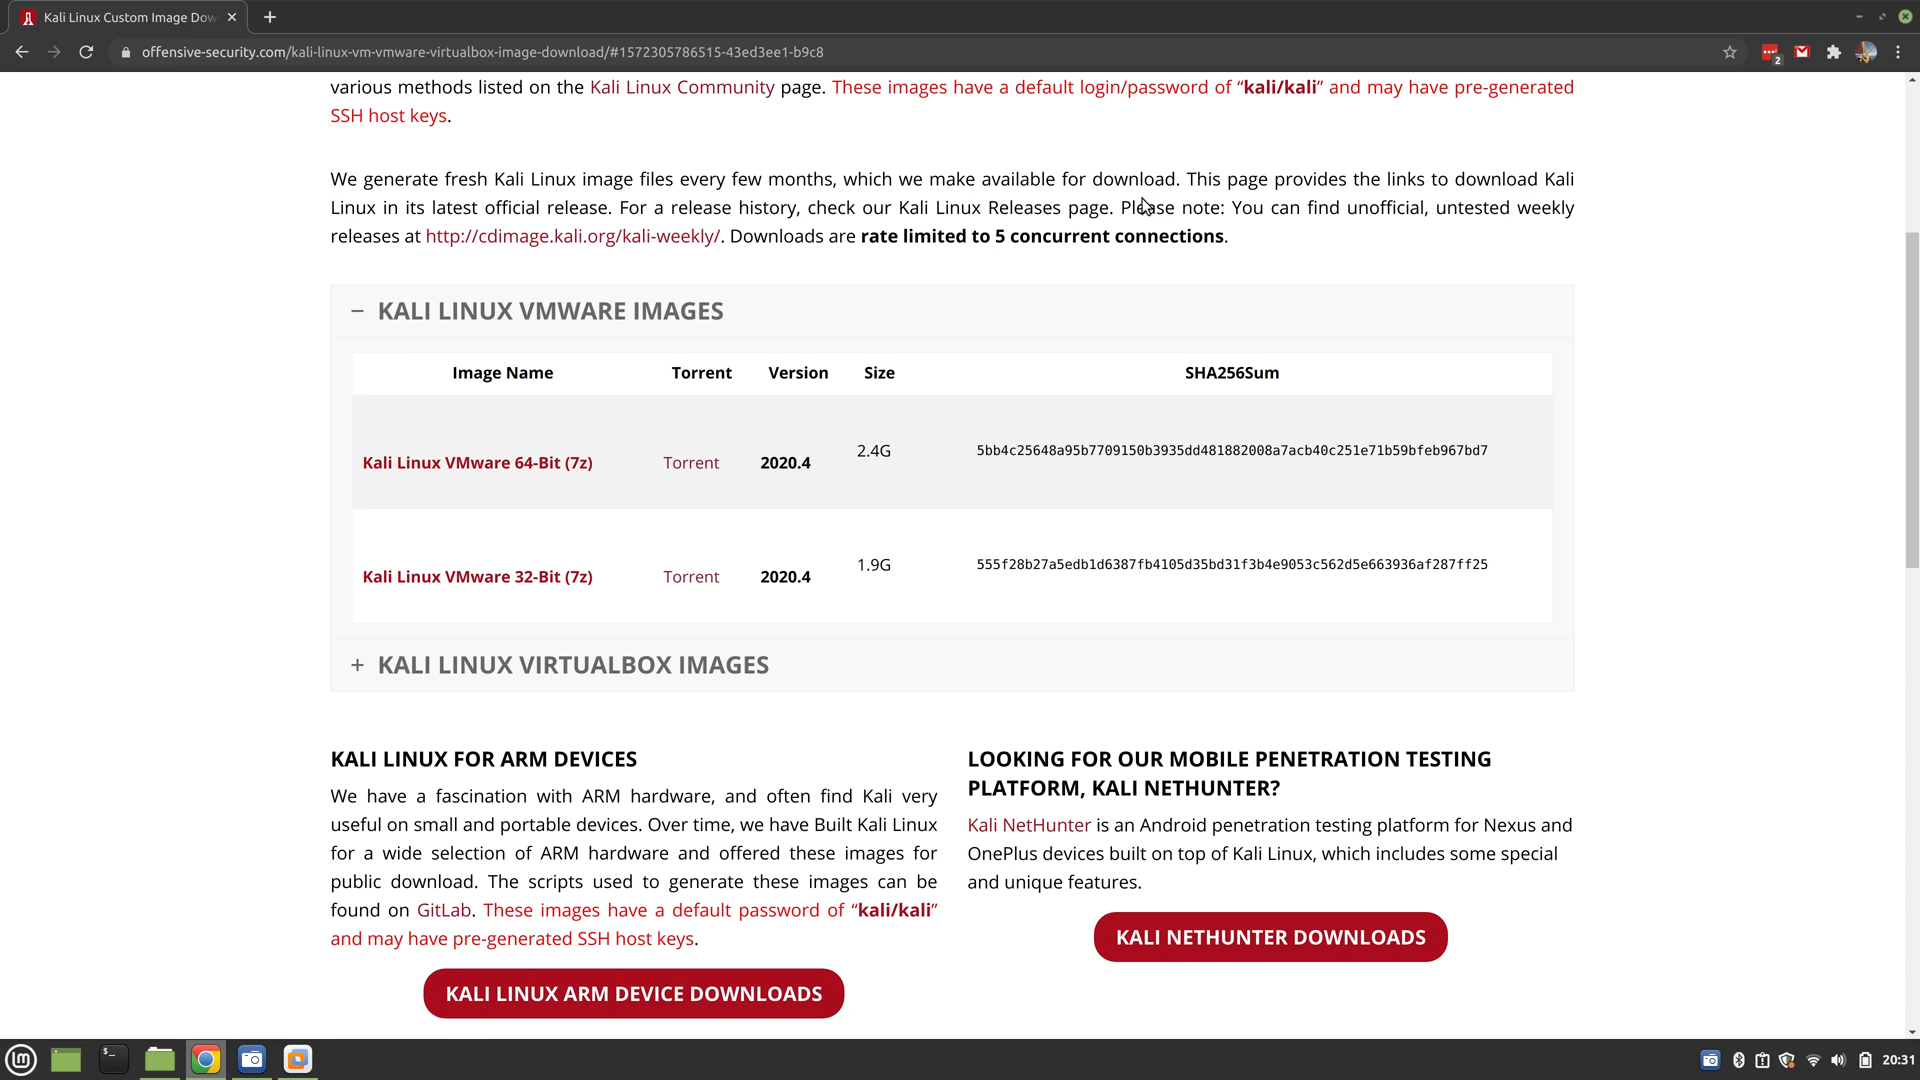 Kali Linux Custom Image Dow
offensive-security.com/kali-linux-vm-vmware-virtualbox-image-download/#1572305786515-43ed3ee1-b9c8
2
various methods listed on the Kali Linux Community page. These images have a default login/password of “kali/kali” and may have pre-generated
SSH host keys.
We generate fresh Kali Linux image files every few months, which we make available for download. This page provides the links to download Kali
Linux in its latest official release. For a release history, check our Kali Linux Releases page. Please note: You can find unofficial, untested weekly
releases at http://cdimage.kali.org/kali-weekly/. Downloads are rate limited to 5 concurrent connections.
− KALI LINUX VMWARE IMAGES
Image Name Torrent Version Size SHA256Sum
Kali Linux VMware 64-Bit (7z) Torrent 2020.4 2.4G 5bb4c25648a95b7709150b3935dd481882008a7acb40c251e71b59bfeb967bd7
Kali Linux VMware 32-Bit (7z) Torrent 2020.4 1.9G 555f28b27a5edb1d6387fb4105d35bd31f3b4e9053c562d5e663936af287ff25
+ KALI LINUX VIRTUALBOX IMAGES
KALI LINUX FOR ARM DEVICES
We have a fascination with ARM hardware, and often find Kali very
useful on small and portable devices. Over time, we have Built Kali Linux
for a wide selection of ARM hardware and offered these images for
public download. The scripts used to generate these images can be
found on GitLab. These images have a default password of “kali/kali”
and may have pre-generated SSH host keys.
KALI LINUX ARM DEVICE DOWNLOADS
LOOKING FOR OUR MOBILE PENETRATION TESTING
PLATFORM, KALI NETHUNTER?
Kali NetHunter is an Android penetration testing platform for Nexus and
OnePlus devices built on top of Kali Linux, which includes some special
and unique features.
KALI NETHUNTER DOWNLOADS
20:31